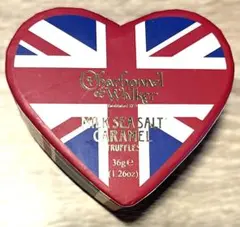 Charbonnel
et Walker
MILK SEA SALT
CARAMEL
TRUFFLES
36g ℮
(1.26oz)